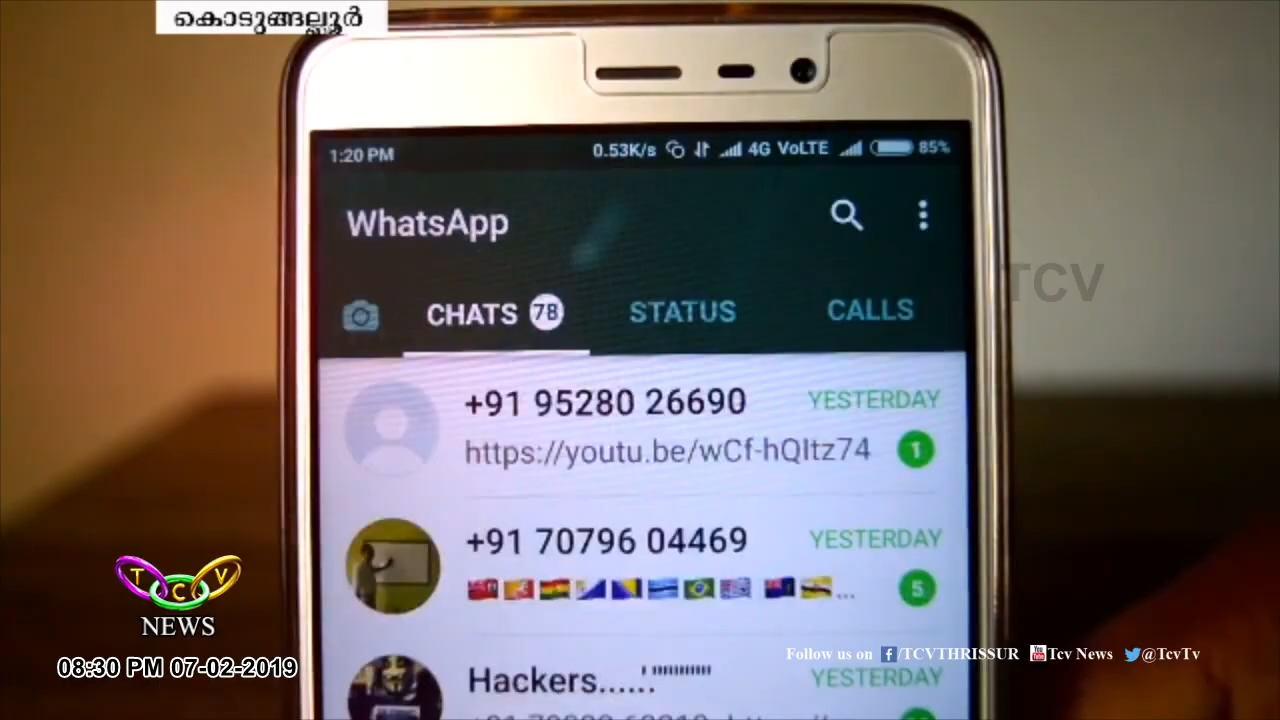 കൊടുങ്ങല്ലൂർ
1:20 PM
0.53K/s 4G VoLTE 85%
WhatsApp
CHATS 78 STATUS CALLS
TCV
+91 95280 26690 YESTERDAY
https://youtu.be/wCf-hQItz74 1
+91 70796 04469 YESTERDAY
... 5
Hackers...... YESTERDAY
T C V
NEWS
08:30 PM 07-02-2019
Follow us on f/TCVTHRISSUR You Tube Tcv News @TcvTv